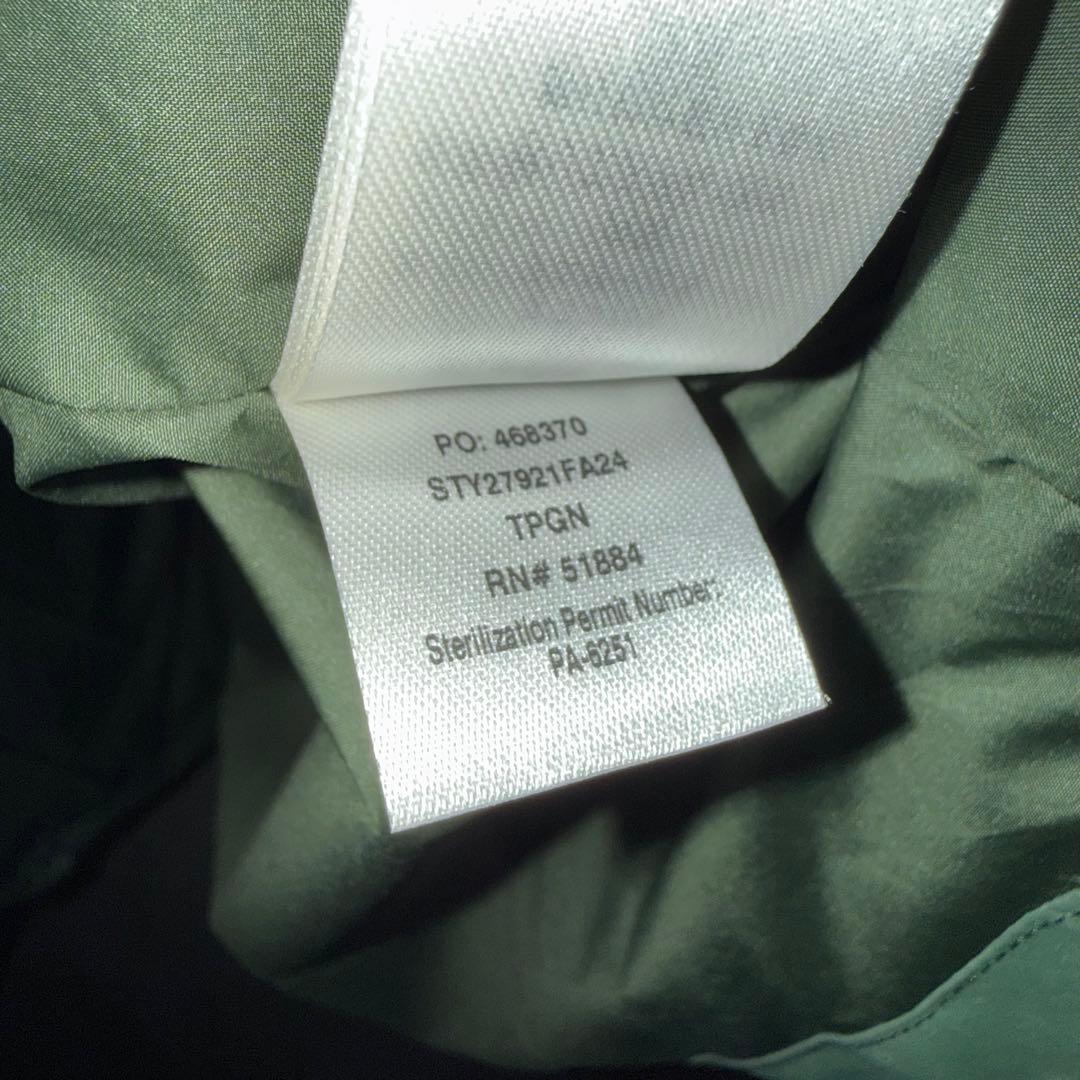 PO: 468370
STY27921FA24
TPGN
RN# 51884
Sterilization Permit Number:
PA-6251